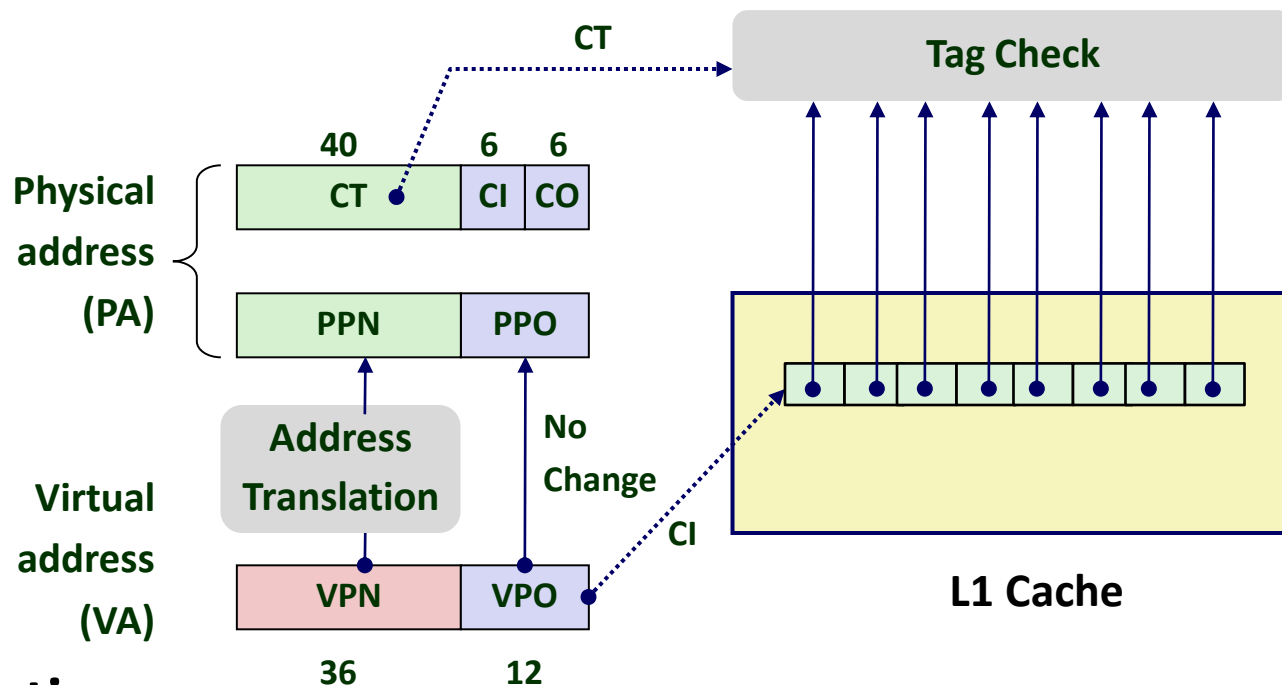 CT
Tag Check
40
6
6
Physical
address
(PA)
CT
CI
CO
PPN
PPO
Address
Translation
No
Change
Virtual
address
(VA)
CI
VPN
VPO
L1 Cache
36
12